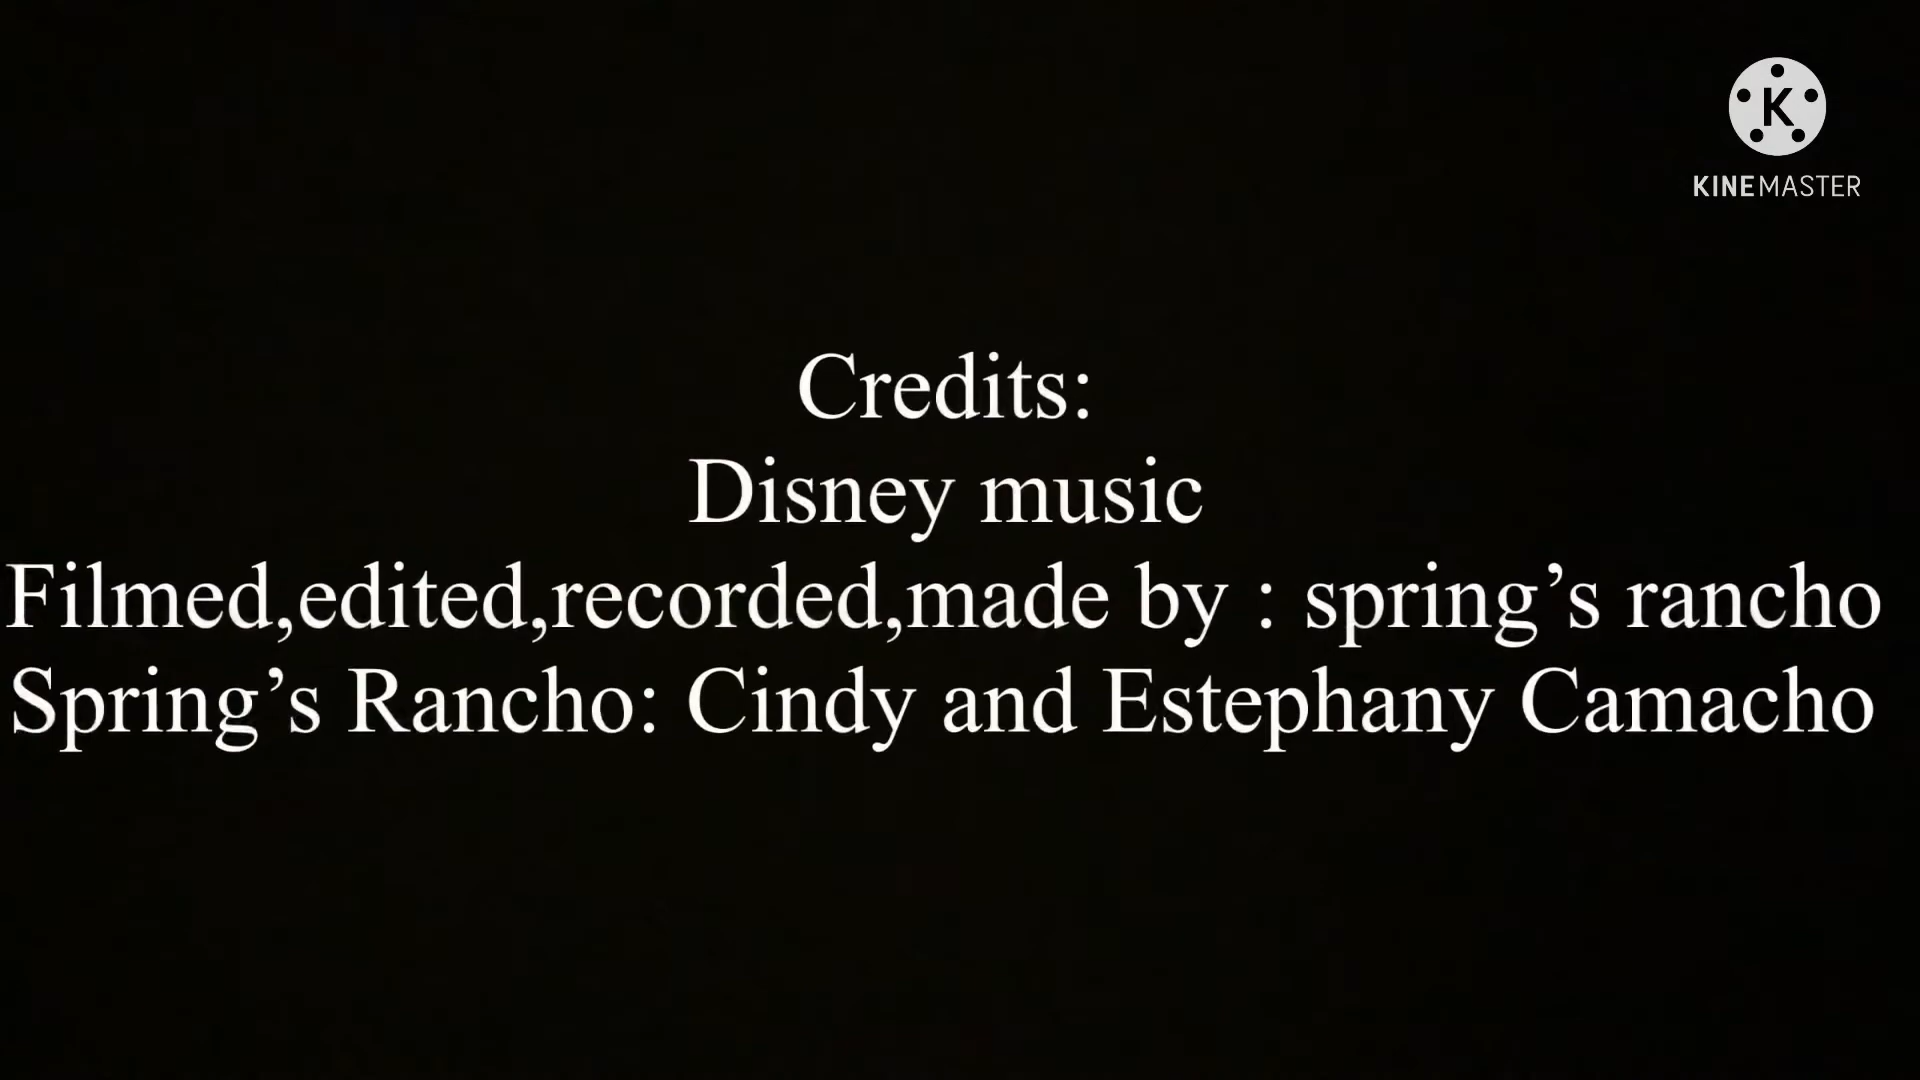 K
KINEMASTER
Credits:
Disney music
Filmed,edited,recorded,made by : spring’s rancho
Spring’s Rancho: Cindy and Estephany Camacho